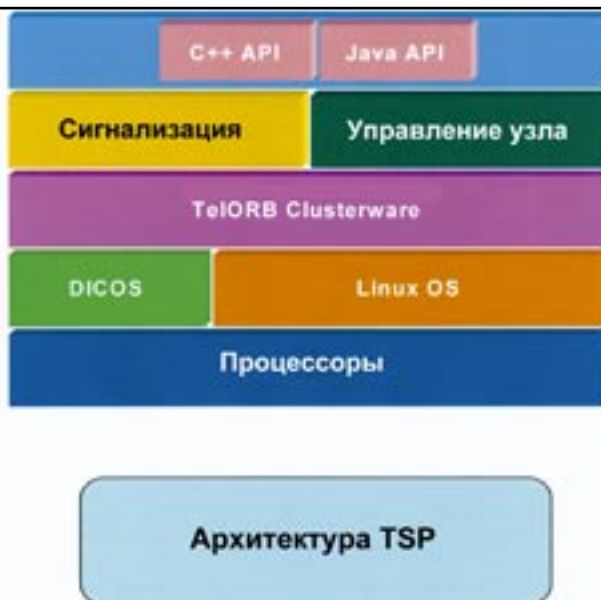 C++ API Java API
Сигнализация Управление узла
TelORB Clusterware
DICOS Linux OS
Процессоры
Архитектура TSP